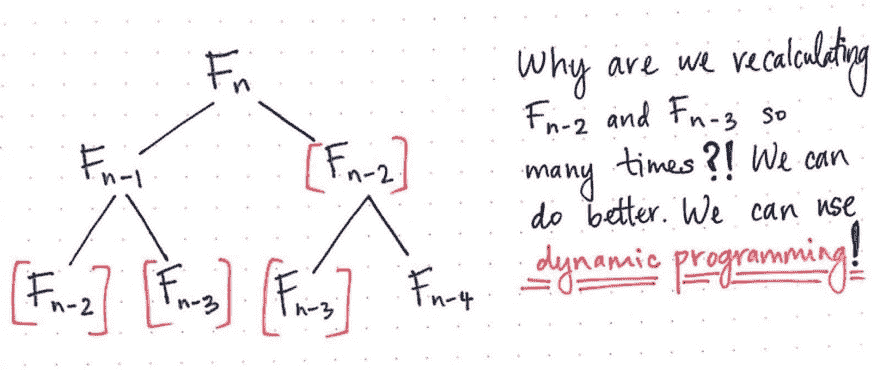 F_n
F_{n-1} [F_{n-2}]
[F_{n-2}] [F_{n-3}] [F_{n-3}] F_{n-4}
Why are we recalculating
F_{n-2} and F_{n-3} so
many times?! We can
do better. We can use
dynamic programming!